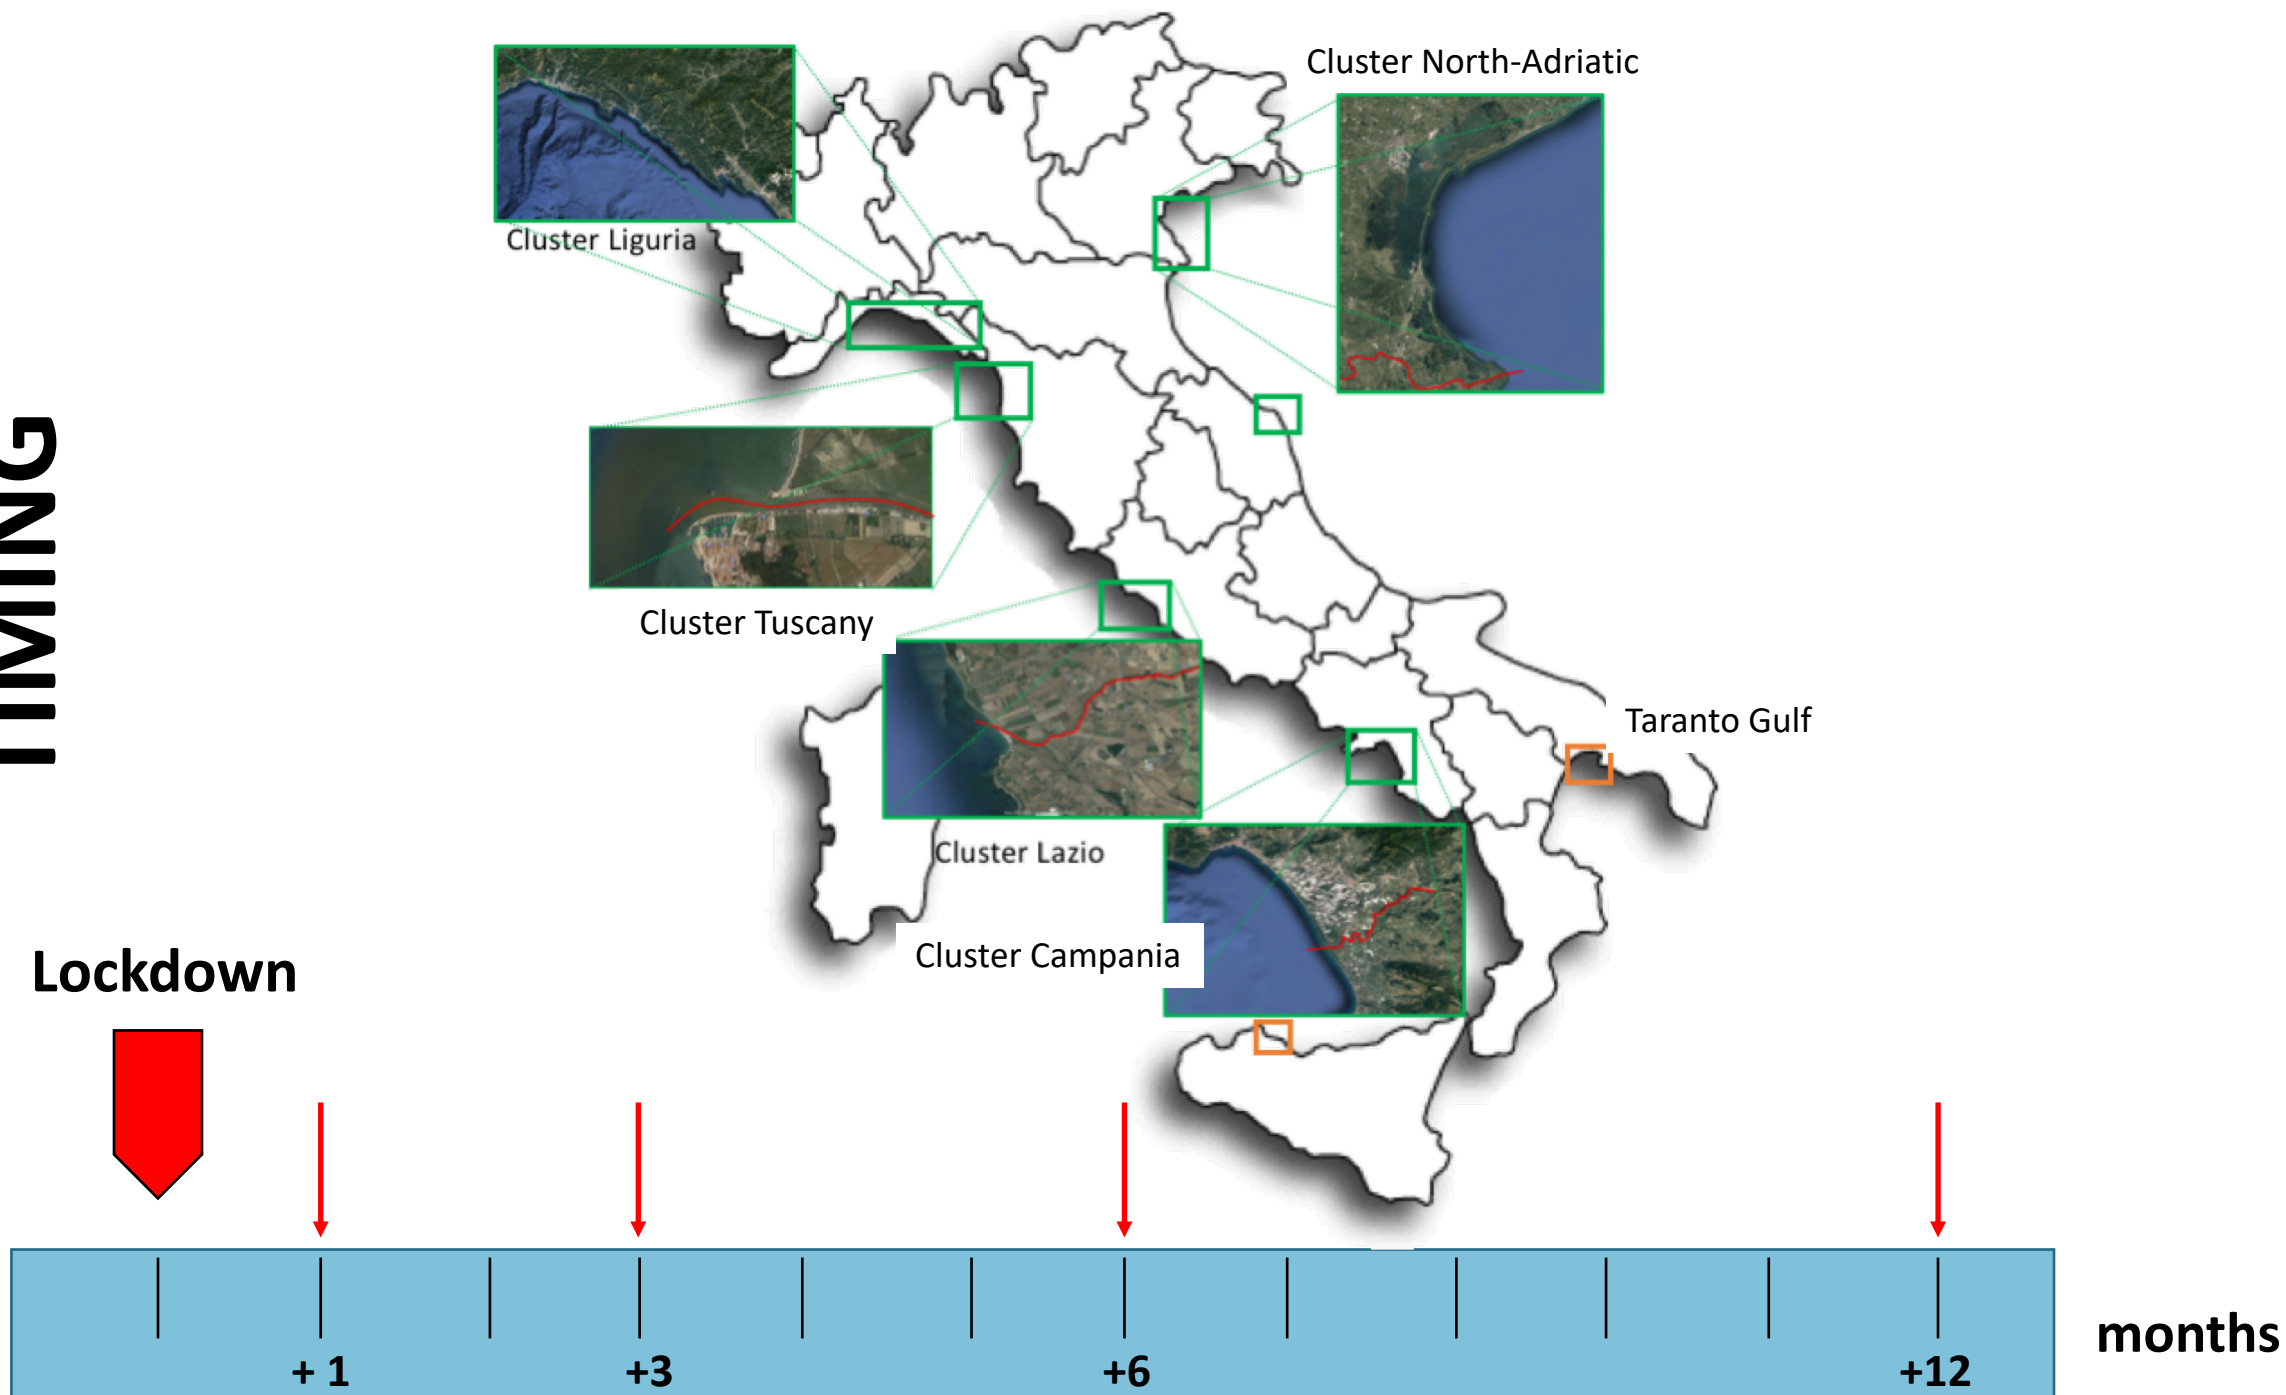 Cluster North-Adriatic
Cluster Liguria
TIMING
Cluster Tuscany
Taranto Gulf
Cluster Lazio
Cluster Campania
Lockdown
months
+ 1
+3
+6
+12